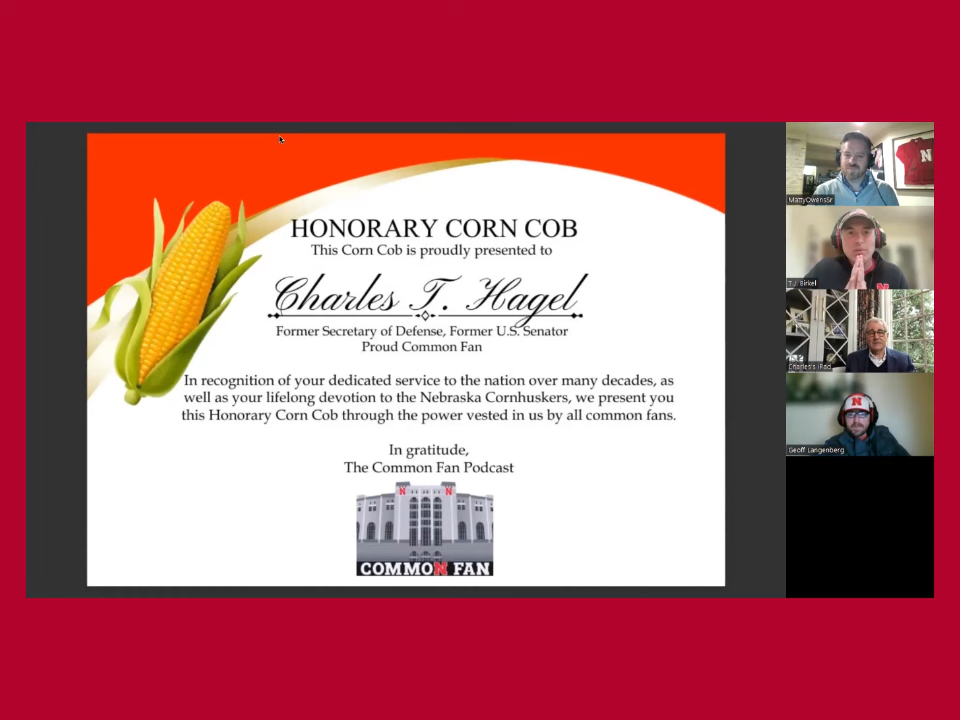 HONORARY CORN COB
This Corn Cob is proudly presented to
Charles T. Hagel
Former Secretary of Defense, Former U.S. Senator
Proud Common Fan
In recognition of your dedicated service to the nation over many decades, as
well as your lifelong devotion to the Nebraska Cornhuskers, we present you
this Honorary Corn Cob through the power vested in us by all common fans.
In gratitude,
The Common Fan Podcast
N N
COMMON FAN
N
MattyOwensSr
T.J. Birkel
N
Charles's iPad
N
Geoff Langenberg